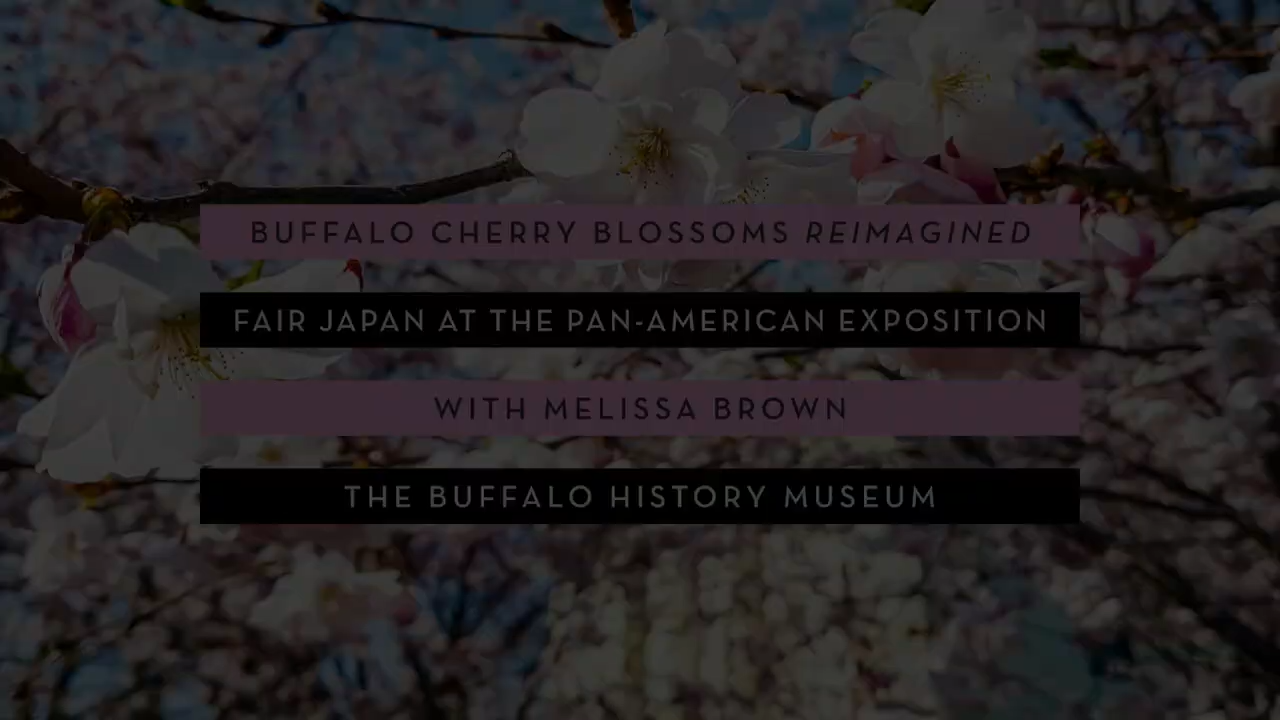 BUFFALO CHERRY BLOSSOMS REIMAGINED
FAIR JAPAN AT THE PAN-AMERICAN EXPOSITION
WITH MELISSA BROWN
THE BUFFALO HISTORY MUSEUM